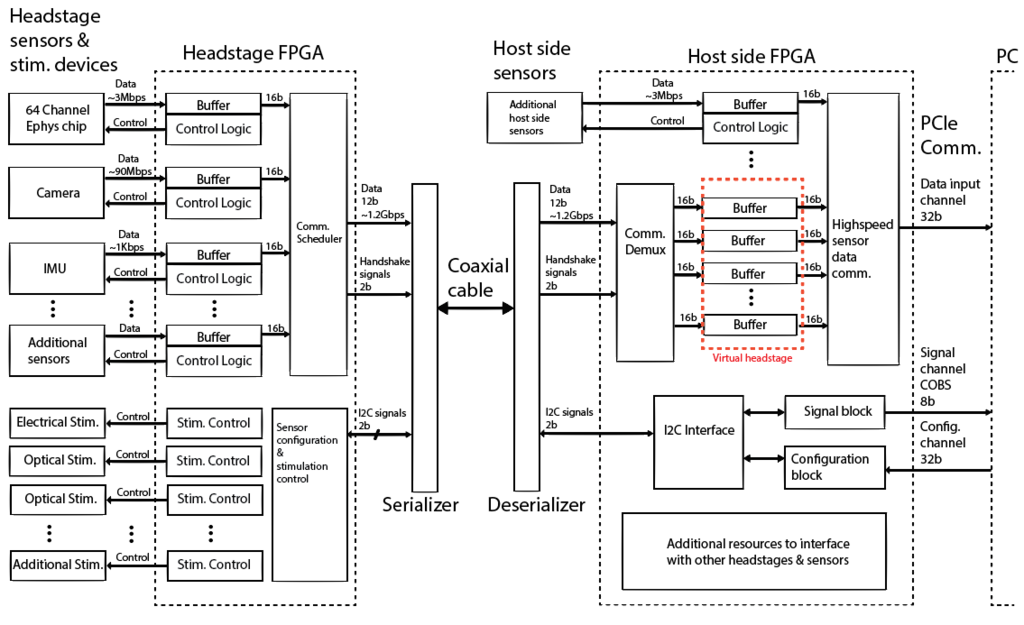 Headstage
sensors &
stim. devices
Headstage FPGA
Host side
sensors
Host side FPGA
PC
64 Channel
Ephys chip
Data
~3Mbps
Control
Buffer
Control Logic
16b
Camera
Data
~90Mbps
Control
Buffer
Control Logic
16b
IMU
Data
~1Kbps
Control
Buffer
Control Logic
16b
Additional
sensors
Data
Control
Buffer
Control Logic
16b
Comm.
Scheduler
Data
12b
~1.2Gbps
Handshake
signals
2b
Electrical Stim.
Control
Stim. Control
Optical Stim.
Control
Stim. Control
Optical Stim.
Control
Stim. Control
Additional Stim.
Control
Stim. Control
Sensor
configuration
&
stimulation
control
I2C signals
2b
Serializer
Coaxial
cable
Deserializer
Additional
host side
sensors
Data
~3Mbps
Control
Buffer
Control Logic
16b
Data
12b
~1.2Gbps
Handshake
signals
2b
Comm.
Demux
16b
Buffer
16b
16b
Buffer
16b
16b
Buffer
16b
16b
Buffer
16b
Virtual headstage
Highspeed
sensor
data
comm.
PCIe
Comm.
Data input
channel
32b
I2C signals
2b
I2C Interface
Signal block
Configuration
block
Signal
channel
COBS
8b
Config.
channel
32b
Additional resources to interface
with other headstages & sensors